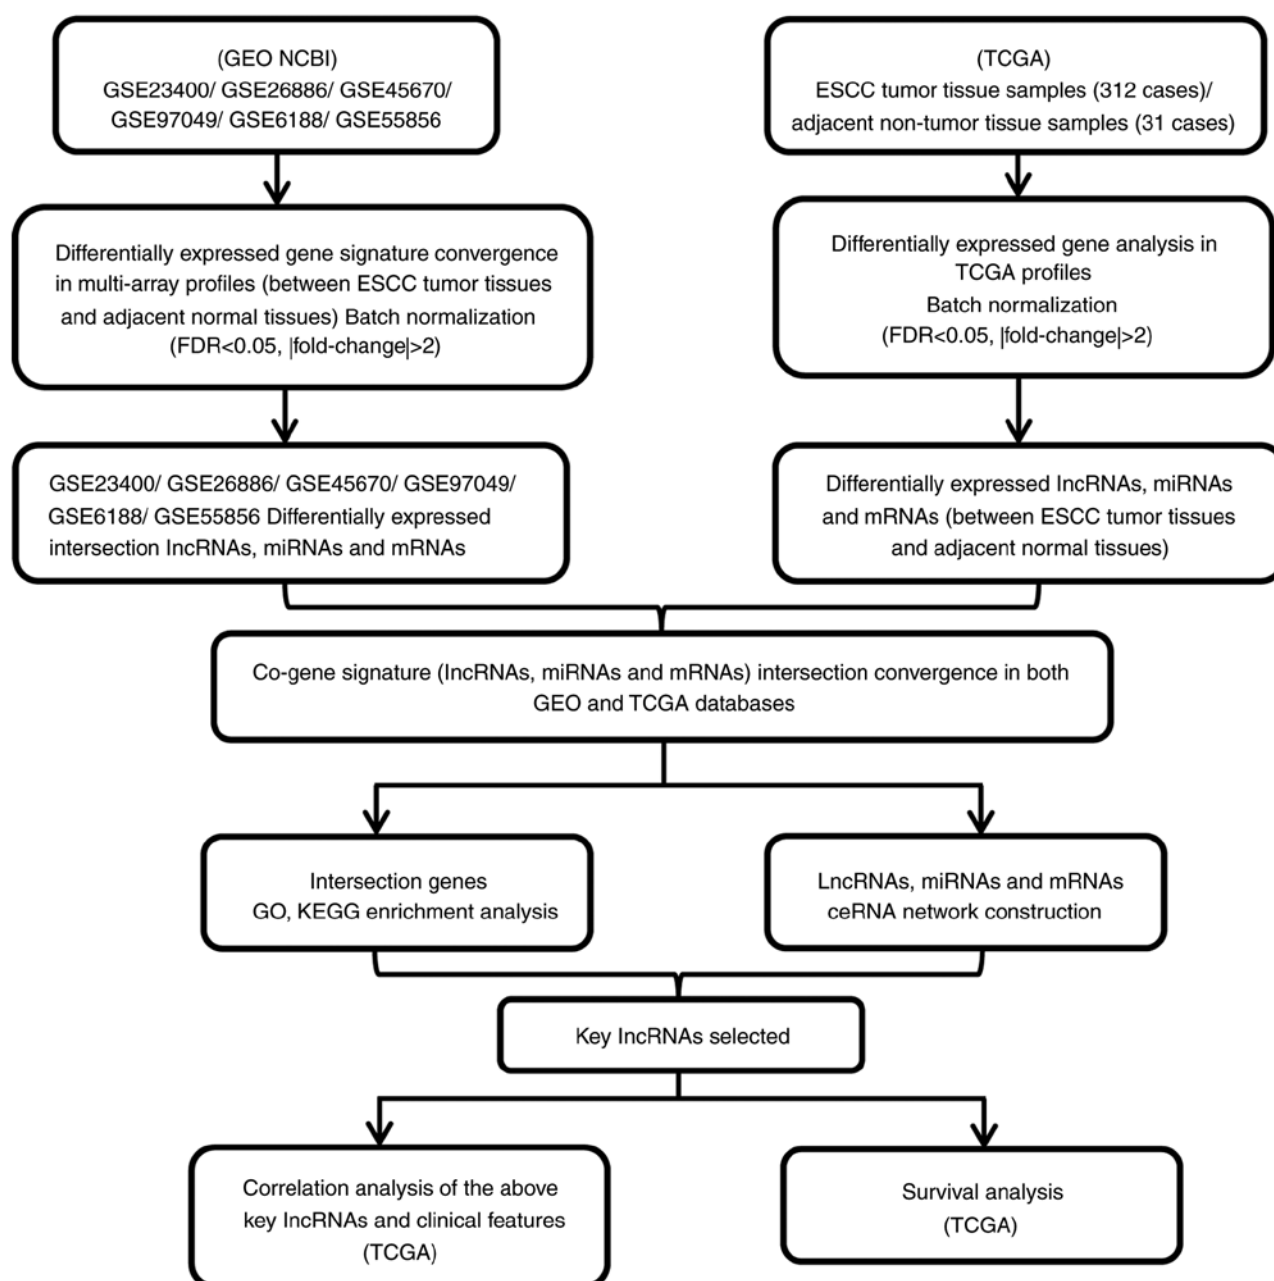 (GEO NCBI)
GSE23400/ GSE26886/ GSE45670/
GSE97049/ GSE6188/ GSE55856
(TCGA)
ESCC tumor tissue samples (312 cases)/
adjacent non-tumor tissue samples (31 cases)
Differentially expressed gene signature convergence
in multi-array profiles (between ESCC tumor tissues
and adjacent normal tissues) Batch normalization
(FDR<0.05, |fold-change|>2)
Differentially expressed gene analysis in
TCGA profiles
Batch normalization
(FDR<0.05, |fold-change|>2)
GSE23400/ GSE26886/ GSE45670/ GSE97049/
GSE6188/ GSE55856 Differentially expressed
intersection lncRNAs, miRNAs and mRNAs
Differentially expressed lncRNAs, miRNAs
and mRNAs (between ESCC tumor tissues
and adjacent normal tissues)
Co-gene signature (lncRNAs, miRNAs and mRNAs) intersection convergence in both
GEO and TCGA databases
Intersection genes
GO, KEGG enrichment analysis
LncRNAs, miRNAs and mRNAs
ceRNA network construction
Key lncRNAs selected
Correlation analysis of the above
key lncRNAs and clinical features
(TCGA)
Survival analysis
(TCGA)